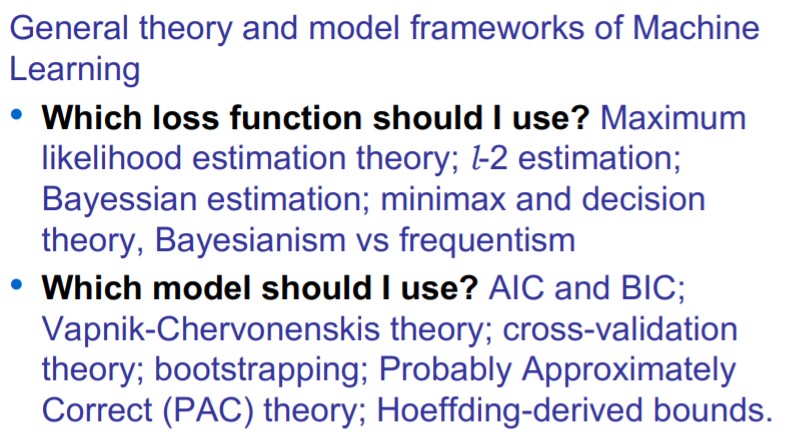 General theory and model frameworks of Machine
Learning
• Which loss function should I use? Maximum
likelihood estimation theory; l-2 estimation;
Bayessian estimation; minimax and decision
theory, Bayesianism vs frequentism
• Which model should I use? AIC and BIC;
Vapnik-Chervonenskis theory; cross-validation
theory; bootstrapping; Probably Approximately
Correct (PAC) theory; Hoeffding-derived bounds.